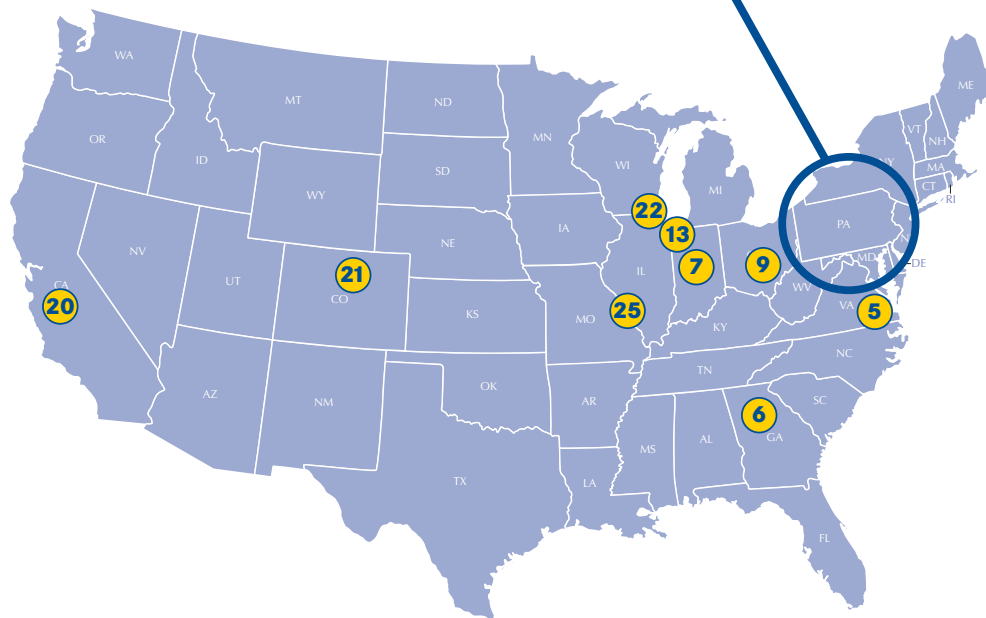 WA
MT
ND
ME
OR
ID
MN
VT
NH
WI
NY
SD
MI
MA
WY
CT
RI
22
PA
13
NV
NE
IA
IL
7
9
MD
DE
UT
21
CO
WV
CA
20
KS
MO
25
KY
VA
5
NC
TN
OK
AZ
NM
AR
SC
6
GA
MS
AL
TX
LA
FL